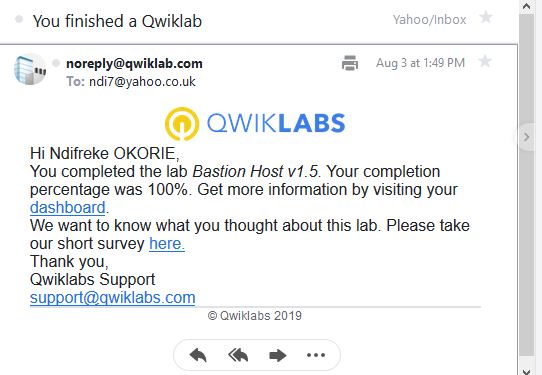 You finished a Qwiklab
Yahoo/Inbox
noreply@qwiklab.com
Aug 3 at 1:49 PM
To: ndi7@yahoo.co.uk
QWIKLABS
Hi Ndifreke OKORIE,
You completed the lab Bastion Host v1.5. Your completion
percentage was 100%. Get more information by visiting your
dashboard.
We want to know what you thought about this lab. Please take
our short survey here.
Thank you,
Qwiklabs Support
support@qwiklabs.com
© Qwiklabs 2019